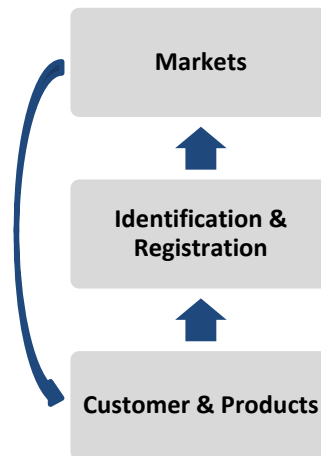 Markets
Identification &
Registration
Customer & Products